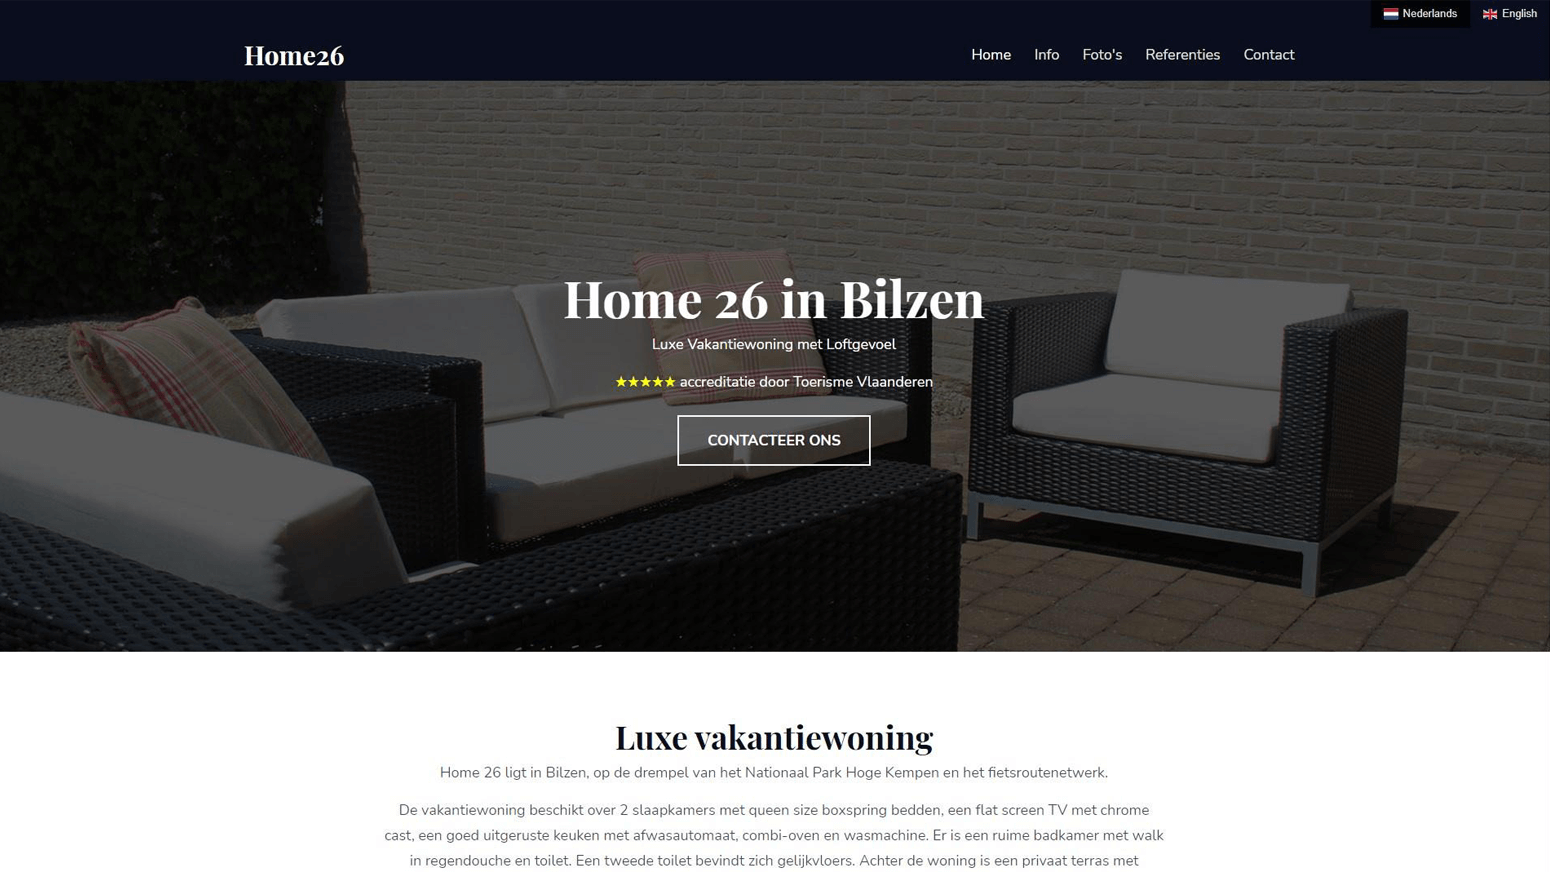 Nederlands English
Home26 Home Info Foto's Referenties Contact
Home 26 in Bilzen
Luxe Vakantiewoning met Loftgevoel
★★★★★ accreditatie door Toerisme Vlaanderen
CONTACTEER ONS
Luxe vakantiewoning
Home 26 ligt in Bilzen, op de drempel van het Nationaal Park Hoge Kempen en het fietsroutenetwerk.
De vakantiewoning beschikt over 2 slaapkamers met queen size boxspring bedden, een flat screen TV met chrome
cast, een goed uitgeruste keuken met afwasautomaat, combi-oven en wasmachine. Er is een ruime badkamer met walk
in regendouche en toilet. Een tweede toilet bevindt zich gelijkvloers. Achter de woning is een privaat terras met